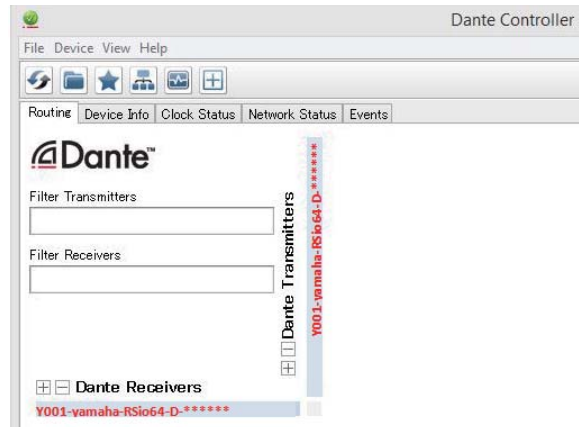 Dante Controller
File Device View Help
Routing Device Info Clock Status Network Status Events
Dante™
Filter Transmitters
Filter Receivers
Dante Transmitters
Y001-yamaha-RSio64-D-******
Dante Receivers
Y001-yamaha-RSio64-D-******